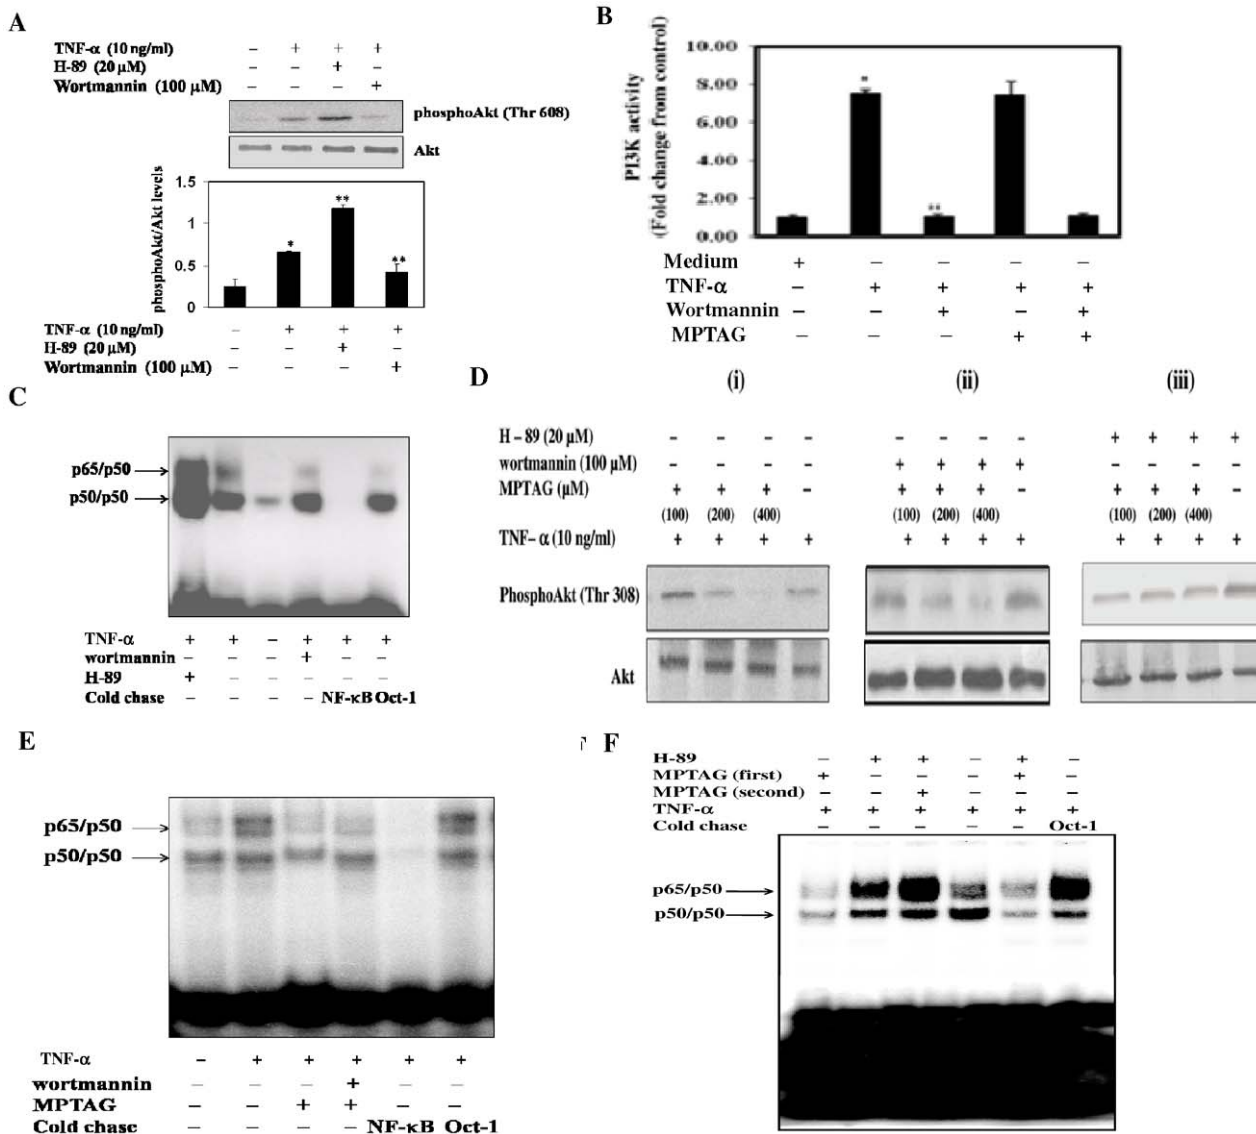 A
TNF-α (10 ng/ml) – + + +
H-89 (20 μM) – – + –
Wortmannin (100 μM) – – – +
phosphoAkt (Thr 608)
Akt
phosphoAkt/Akt levels
1.5
1
0.5
0
*
**
**
TNF-α (10 ng/ml) – + + +
H-89 (20 μM) – – + –
Wortmannin (100 μM) – – – +
B
PI3K activity
(Fold change from control)
10.00
8.00
6.00
4.00
2.00
0.00
*
**
Medium + – – – –
TNF-α – + + + +
Wortmannin – – + – +
MPTAG – – – + +
C
p65/p50
p50/p50
TNF-α + + – + + +
wortmannin – – – + – –
H-89 + – – – – –
Cold chase – – – – NF-κB Oct-1
D
(i) (ii) (iii)
H – 89 (20 μM) – – – – – – – – + + + +
wortmannin (100 μM) – – – – + + + + – – – –
MPTAG (μM) + + + – + + + – + + + –
(100) (200) (400) (100) (200) (400) (100) (200) (400)
TNF– α (10 ng/ml) + + + + + + + + + + + +
PhosphoAkt (Thr 308)
Akt
E
p65/p50
p50/p50
TNF-α – + + + + +
wortmannin – – – + – –
MPTAG – – + + – –
Cold chase – – – – NF-κB Oct-1
F
H-89 – + + – + –
MPTAG (first) + – – – + –
MPTAG (second) – – + – – –
TNF-α + + + + + +
Cold chase – – – – – Oct-1
p65/p50
p50/p50